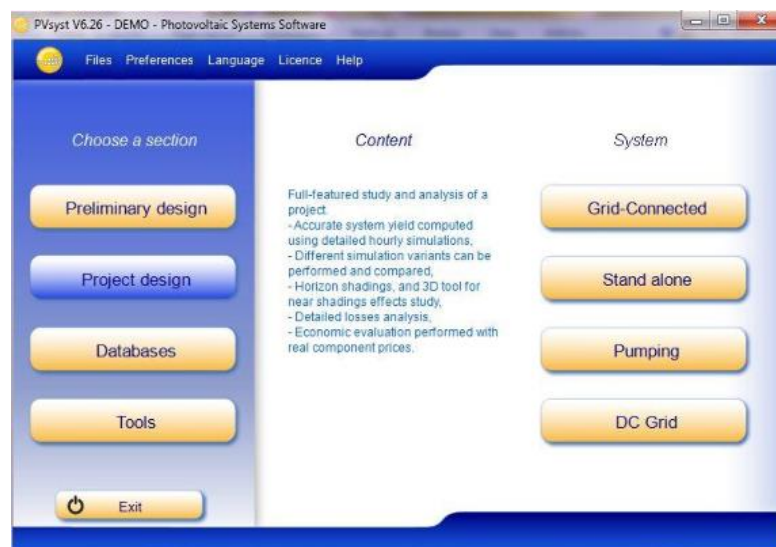 PVsyst V6.26 - DEMO - Photovoltaic Systems Software
Files Preferences Language Licence Help
Choose a section
Preliminary design
Project design
Databases
Tools
Exit
Content
Full-featured study and analysis of a
project.
- Accurate system yield computed
using detailed hourly simulations,
- Different simulation variants can be
performed and compared,
- Horizon shadings, and 3D tool for
near shadings effects study,
- Detailed losses analysis,
- Economic evaluation performed with
real component prices.
System
Grid-Connected
Stand alone
Pumping
DC Grid